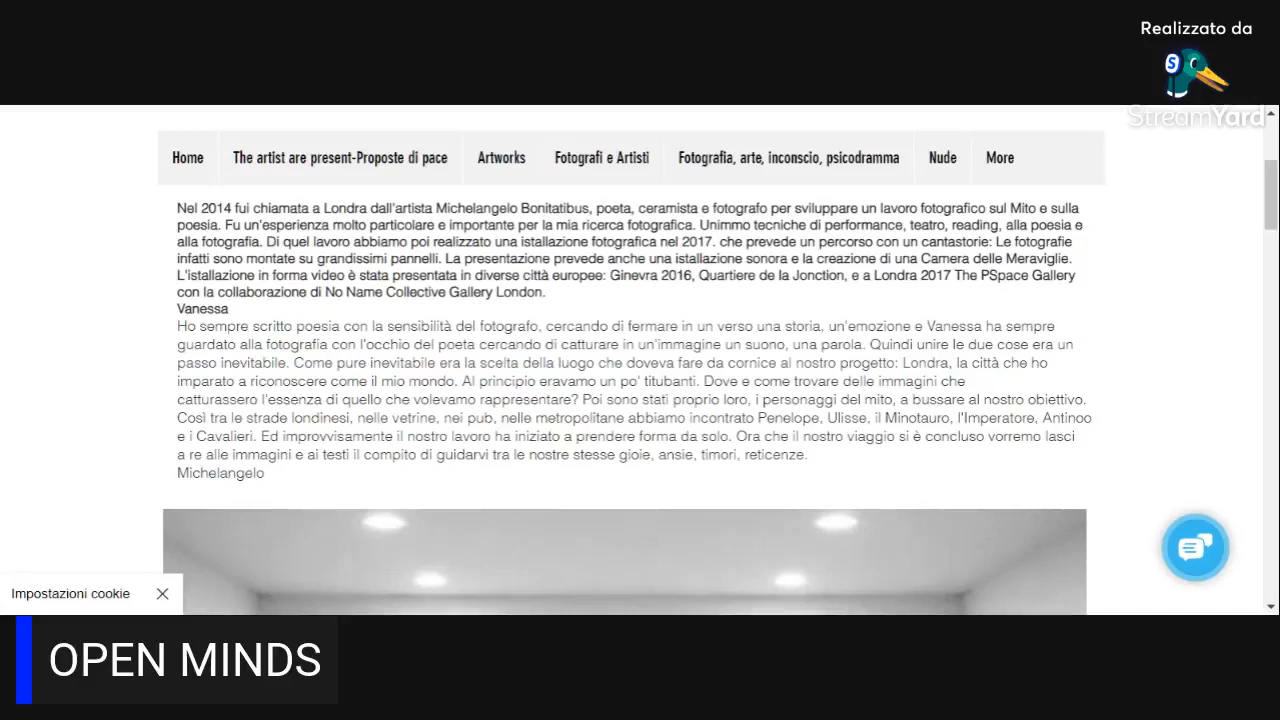 Realizzato da
S
StreamYard
Home The artist are present-Proposte di pace Artworks Fotografi e Artisti Fotografia, arte, inconscio, psicodramma Nude More
Nel 2014 fui chiamata a Londra dall'artista Michelangelo Bonitatibus, poeta, ceramista e fotografo per sviluppare un lavoro fotografico sul Mito e sulla
poesia. Fu un'esperienza molto particolare e importante per la mia ricerca fotografica. Unimmo tecniche di performance, teatro, reading, alla poesia e
alla fotografia. Di quel lavoro abbiamo poi realizzato una istallazione fotografica nel 2017. che prevede un percorso con un cantastorie: Le fotografie
infatti sono montate su grandissimi pannelli. La presentazione prevede anche una istallazione sonora e la creazione di una Camera delle Meraviglie.
L'istallazione in forma video è stata presentata in diverse città europee: Ginevra 2016, Quartiere de la Jonction, e a Londra 2017 The PSpace Gallery
con la collaborazione di No Name Collective Gallery London.
Vanessa
Ho sempre scritto poesia con la sensibilità del fotografo, cercando di fermare in un verso una storia, un'emozione e Vanessa ha sempre
guardato alla fotografia con l'occhio del poeta cercando di catturare in un'immagine un suono, una parola. Quindi unire le due cose era un
passo inevitabile. Come pure inevitabile era la scelta della luogo che doveva fare da cornice al nostro progetto: Londra, la città che ho
imparato a riconoscere come il mio mondo. Al principio eravamo un po' titubanti. Dove e come trovare delle immagini che
catturassero l'essenza di quello che volevamo rappresentare? Poi sono stati proprio loro, i personaggi del mito, a bussare al nostro obiettivo.
Così tra le strade londinesi, nelle vetrine, nei pub, nelle metropolitane abbiamo incontrato Penelope, Ulisse, il Minotauro, l'Imperatore, Antinoo
e i Cavalieri. Ed improvvisamente il nostro lavoro ha iniziato a prendere forma da solo. Ora che il nostro viaggio si è concluso vorremo lasci
a re alle immagini e ai testi il compito di guidarvi tra le nostre stesse gioie, ansie, timori, reticenze.
Michelangelo
Impostazioni cookie
OPEN MINDS